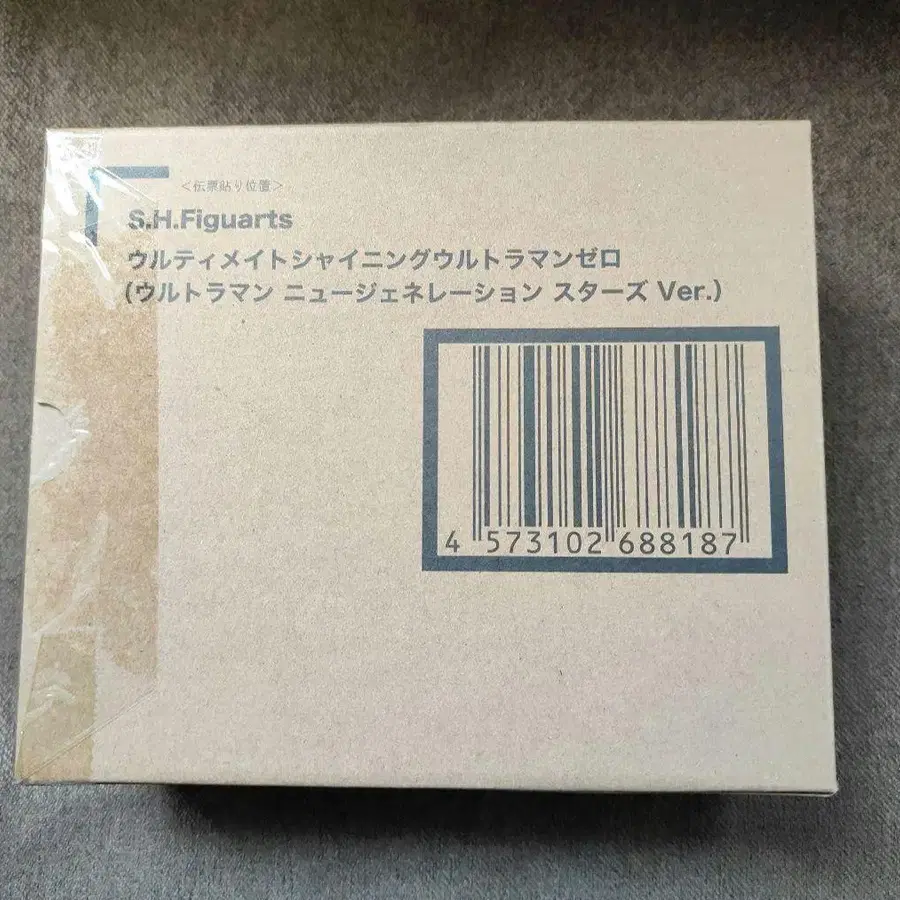 <伝票貼り位置>
S.H.Figuarts
ウルティメイトシャイニングウルトラマンゼロ
(ウルトラマン ニュージェネレーション スターズ Ver.)
4 573102 688187